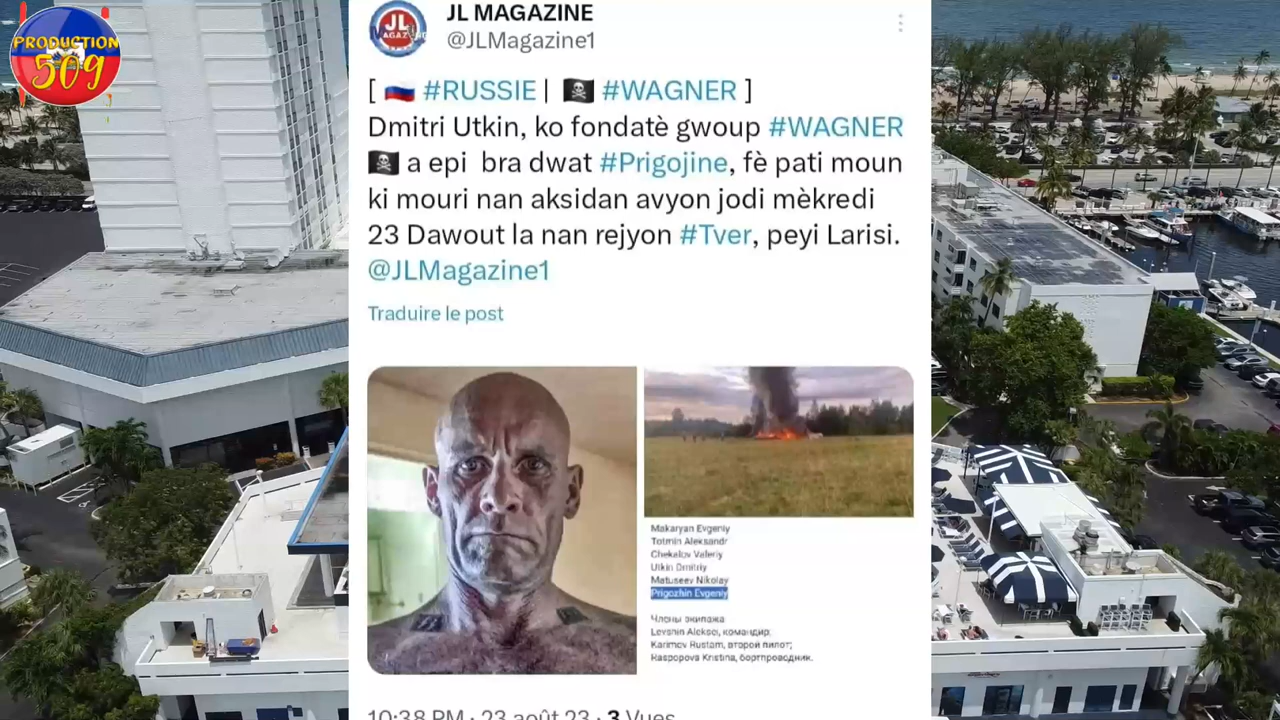 PRODUCTION
509
JL
MAGAZINE
JL MAGAZINE
@JLMagazine1
[ 🇷🇺 #RUSSIE | 🏴‍☠️ #WAGNER ]
Dmitri Utkin, ko fondatè gwoup #WAGNER
🏴‍☠️ a epi bra dwat #Prigojine, fè pati moun
ki mouri nan aksidan avyon jodi mèkredi
23 Dawout la nan rejyon #Tver, peyi Larisi.
@JLMagazine1
Traduire le post
Makaryan Evgeniy
Totmin Aleksandr
Chekalov Valeriy
Utkin Dmitriy
Matuseev Nikolay
Prigozhin Evgeniy
Члены экипажа
Levshin Aleksei, командир;
Karimov Rustam, второй пилот;
Raspopova Kristina, бортпроводник.
10:38 PM · 23 août 23 · 3 Vues